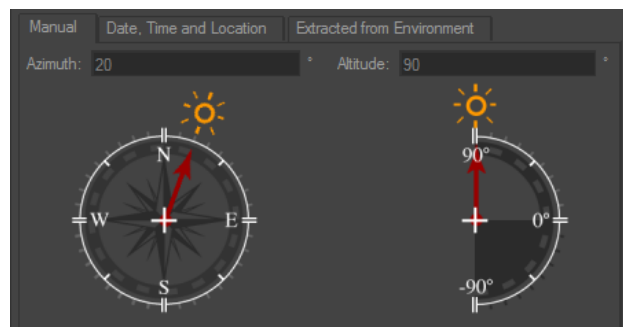 Manual Date, Time and Location Extracted from Environment
Azimuth: 20 ° Altitude: 90 °
N 90°
W E 0°
S -90°